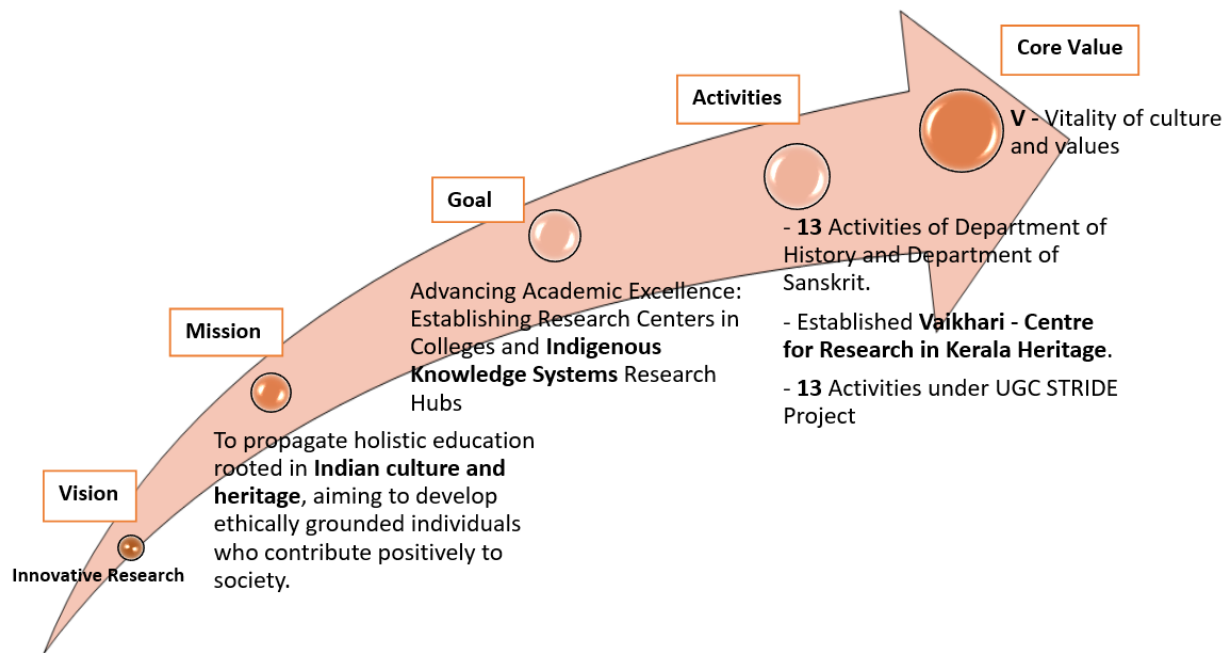 Vision
Innovative Research
Mission
To propagate holistic education
rooted in Indian culture and
heritage, aiming to develop
ethically grounded individuals
who contribute positively to
society.
Goal
Advancing Academic Excellence:
Establishing Research Centers in
Colleges and Indigenous
Knowledge Systems Research
Hubs
Activities
- 13 Activities of Department of
History and Department of
Sanskrit.
- Established Vaikhari - Centre
for Research in Kerala Heritage.
- 13 Activities under UGC STRIDE
Project
Core Value
V - Vitality of culture
and values